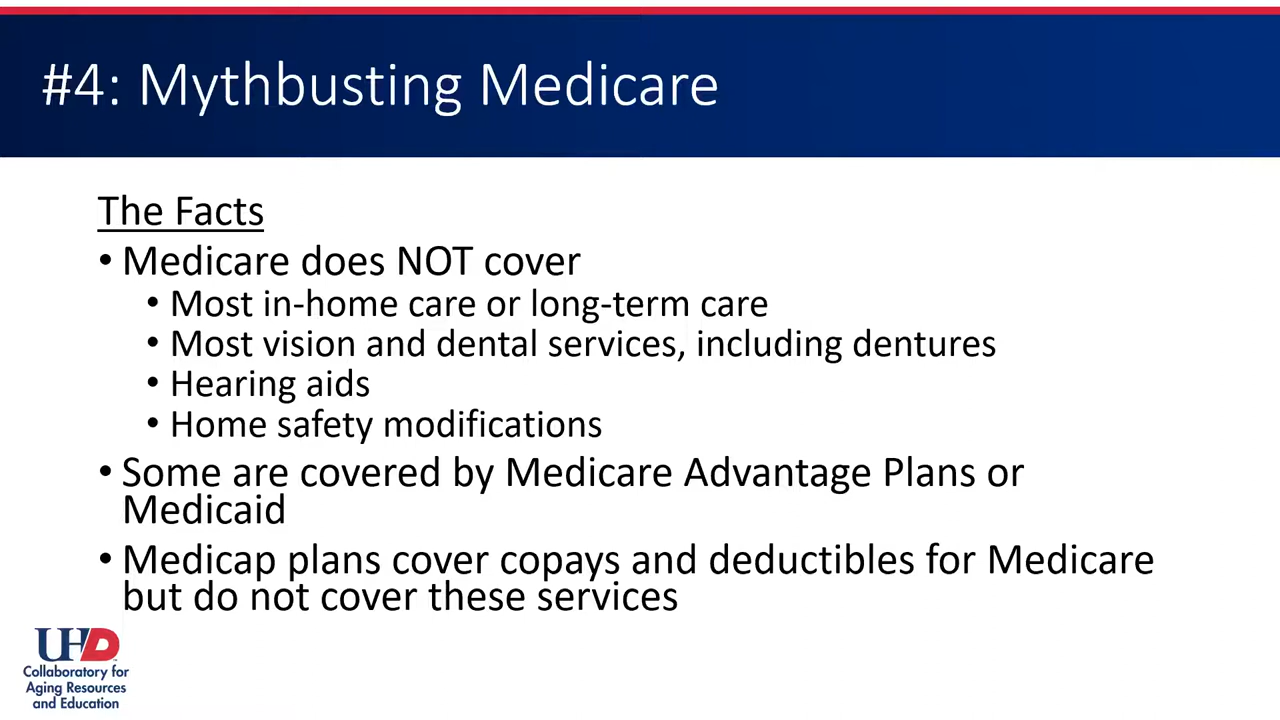 #4: Mythbusting Medicare
The Facts
• Medicare does NOT cover
• Most in-home care or long-term care
• Most vision and dental services, including dentures
• Hearing aids
• Home safety modifications
• Some are covered by Medicare Advantage Plans or
Medicaid
• Medicap plans cover copays and deductibles for Medicare
but do not cover these services
UHD
Collaboratory for
Aging Resources
and Education